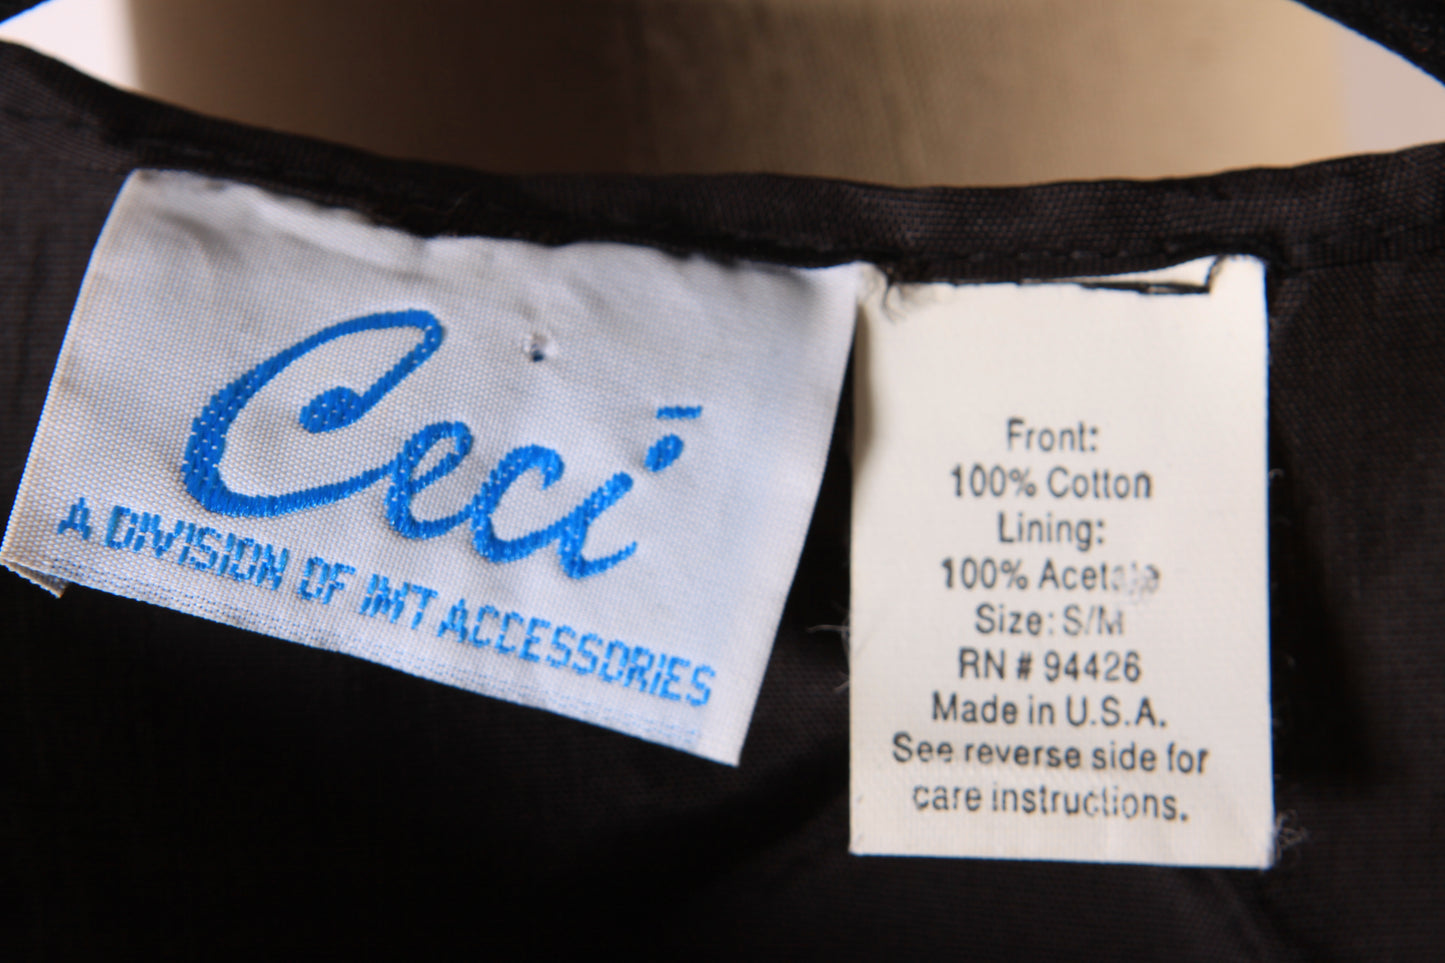 Ceci
A DIVISION OF IMT ACCESSORIES
Front:
100% Cotton
Lining:
100% Acetate
Size: S/M
RN # 94426
Made in U.S.A.
See reverse side for
care instructions.